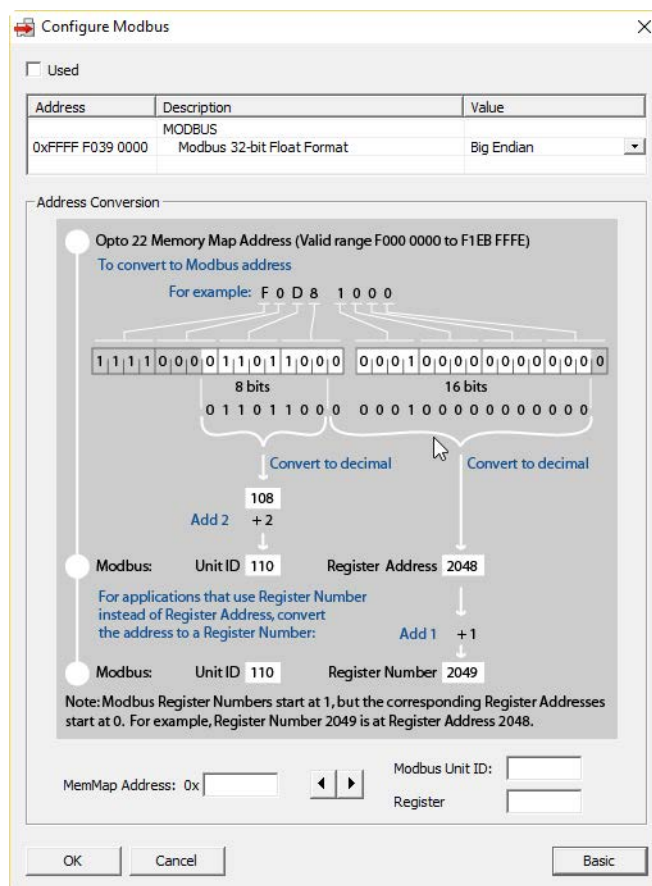 Configure Modbus
Used
Address Description Value
MODBUS
0xFFFF F039 0000 Modbus 32-bit Float Format Big Endian
Address Conversion
Opto 22 Memory Map Address (Valid range F000 0000 to F1EB FFFE)
To convert to Modbus address
For example: F 0 D 8 1 0 0 0
1 1 1 1 0 0 0 0 1 1 0 1 1 0 0 0 0 0 0 1 0 0 0 0 0 0 0 0 0 0 0 0
8 bits 16 bits
0 1 1 0 1 1 0 0 0 0 0 0 1 0 0 0 0 0 0 0 0 0 0 0
Convert to decimal Convert to decimal
108
Add 2 + 2
Modbus: Unit ID 110 Register Address 2048
For applications that use Register Number
instead of Register Address, convert
the address to a Register Number:
Add 1 + 1
Modbus: Unit ID 110 Register Number 2049
Note: Modbus Register Numbers start at 1, but the corresponding Register Addresses
start at 0. For example, Register Number 2049 is at Register Address 2048.
MemMap Address: 0x
Modbus Unit ID:
Register
OK Cancel Basic